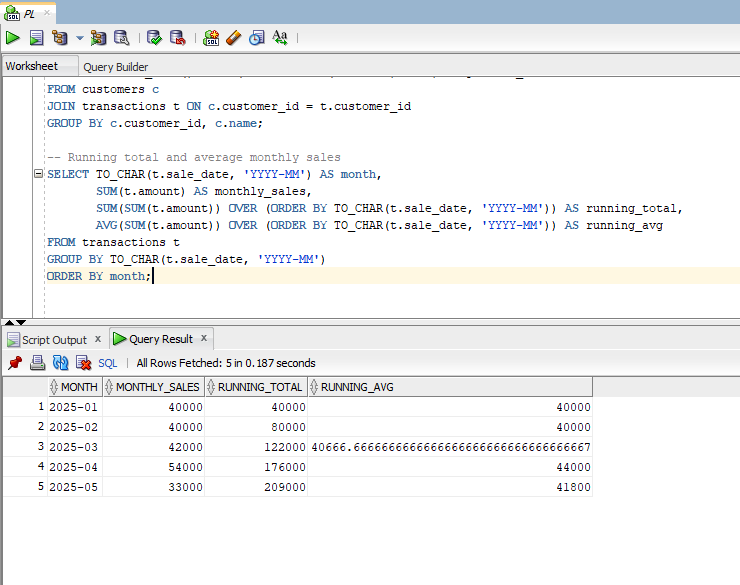 SQL PL
SQL Aa
Worksheet Query Builder
FROM customers c
JOIN transactions t ON c.customer_id = t.customer_id
GROUP BY c.customer_id, c.name;
-- Running total and average monthly sales
SELECT TO_CHAR(t.sale_date, 'YYYY-MM') AS month,
SUM(t.amount) AS monthly_sales,
SUM(SUM(t.amount)) OVER (ORDER BY TO_CHAR(t.sale_date, 'YYYY-MM')) AS running_total,
AVG(SUM(t.amount)) OVER (ORDER BY TO_CHAR(t.sale_date, 'YYYY-MM')) AS running_avg
FROM transactions t
GROUP BY TO_CHAR(t.sale_date, 'YYYY-MM')
ORDER BY month;
Script Output x Query Result x
SQL | All Rows Fetched: 5 in 0.187 seconds
MONTH MONTHLY_SALES RUNNING_TOTAL RUNNING_AVG
1 2025-01 40000 40000 40000
2 2025-02 40000 80000 40000
3 2025-03 42000 122000 40666.6666666666666666666666666666666667
4 2025-04 54000 176000 44000
5 2025-05 33000 209000 41800